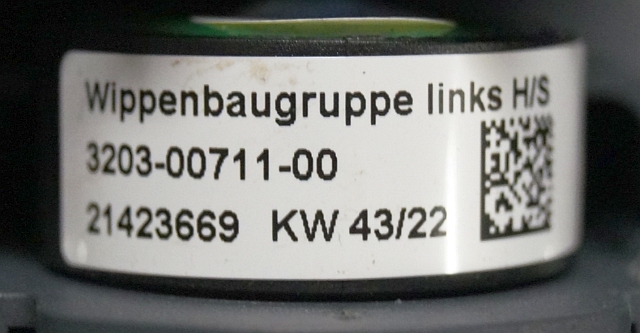 Wippenbaugruppe links H/S
3203-00711-00
21423669 KW 43/22